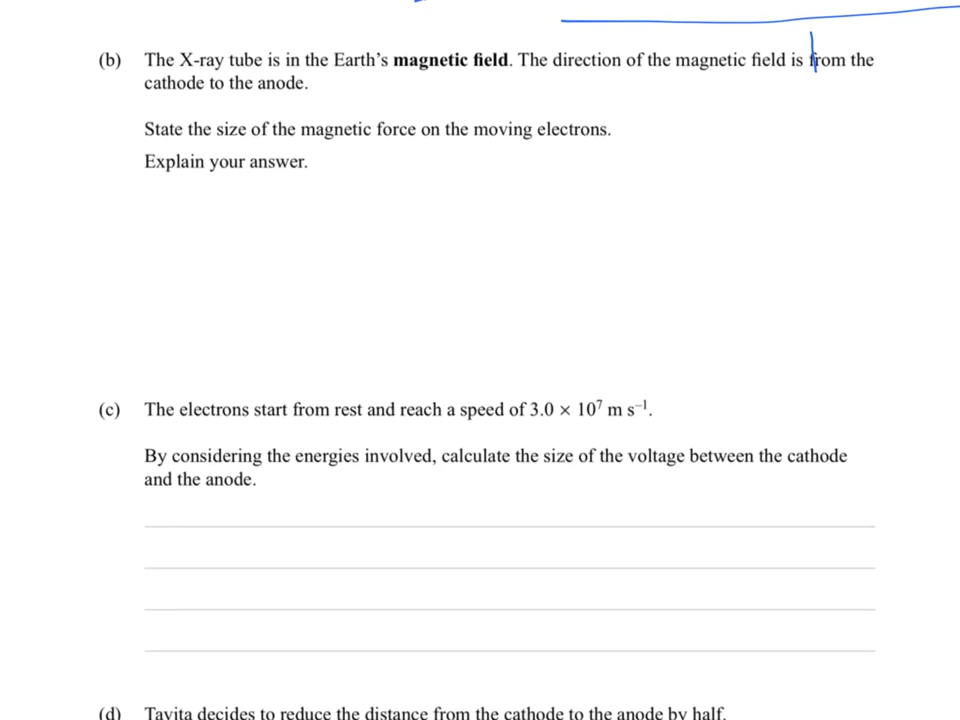 (b) The X-ray tube is in the Earth's magnetic field. The direction of the magnetic field is from the
cathode to the anode.
State the size of the magnetic force on the moving electrons.
Explain your answer.
(c) The electrons start from rest and reach a speed of 3.0 × 10⁷ m s⁻¹.
By considering the energies involved, calculate the size of the voltage between the cathode
and the anode.
(d) Tavita decides to reduce the distance from the cathode to the anode by half.